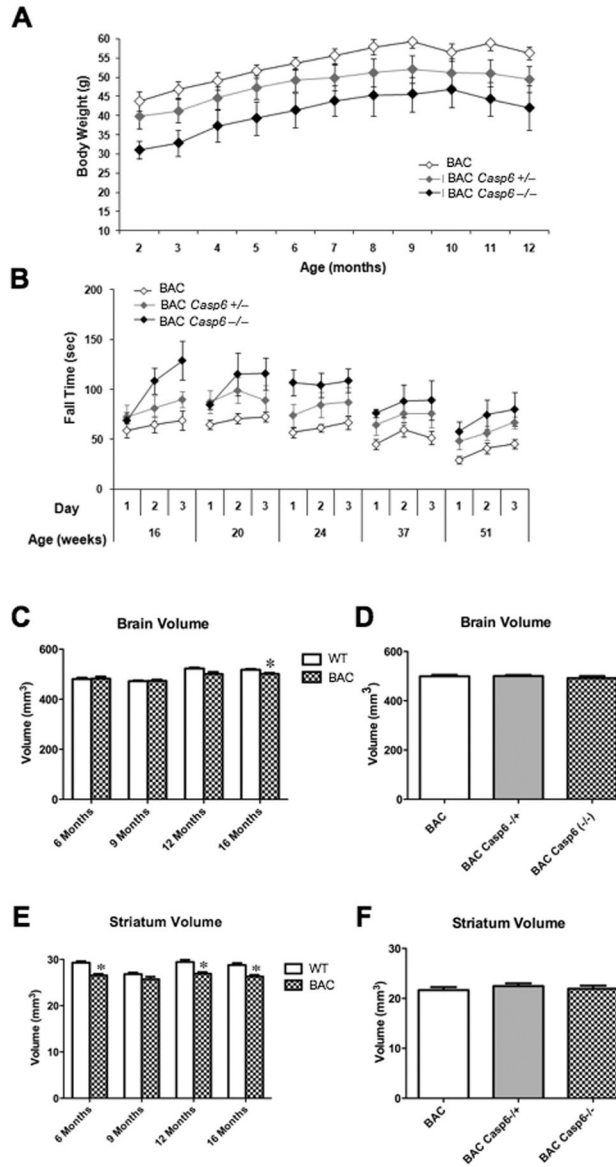 A
Body Weight (g)
60
55
50
45
40
35
30
25
20
15
10
BAC
BAC Casp6 +/–
BAC Casp6 –/–
2 3 4 5 6 7 8 9 10 11 12
Age (months)
B
BAC
BAC Casp6 +/–
BAC Casp6 –/–
Fall Time (sec)
200
150
100
50
0
Day 1 2 3 1 2 3 1 2 3 1 2 3 1 2 3
Age (weeks) 16 20 24 37 51
C
Brain Volume
Volume (mm³)
600
400
200
0
*
WT
BAC
6 Months
9 Months
12 Months
16 Months
D
Brain Volume
Volume (mm³)
600
400
200
0
BAC
BAC Casp6 -/+
BAC Casp6 (-/-)
E
Striatum Volume
Volume (mm³)
30
20
10
0
* * *
WT
BAC
6 Months
9 Months
12 Months
16 Months
F
Striatum Volume
Volume (mm³)
30
20
10
0
BAC
BAC Casp6-/+
BAC Casp6-/-